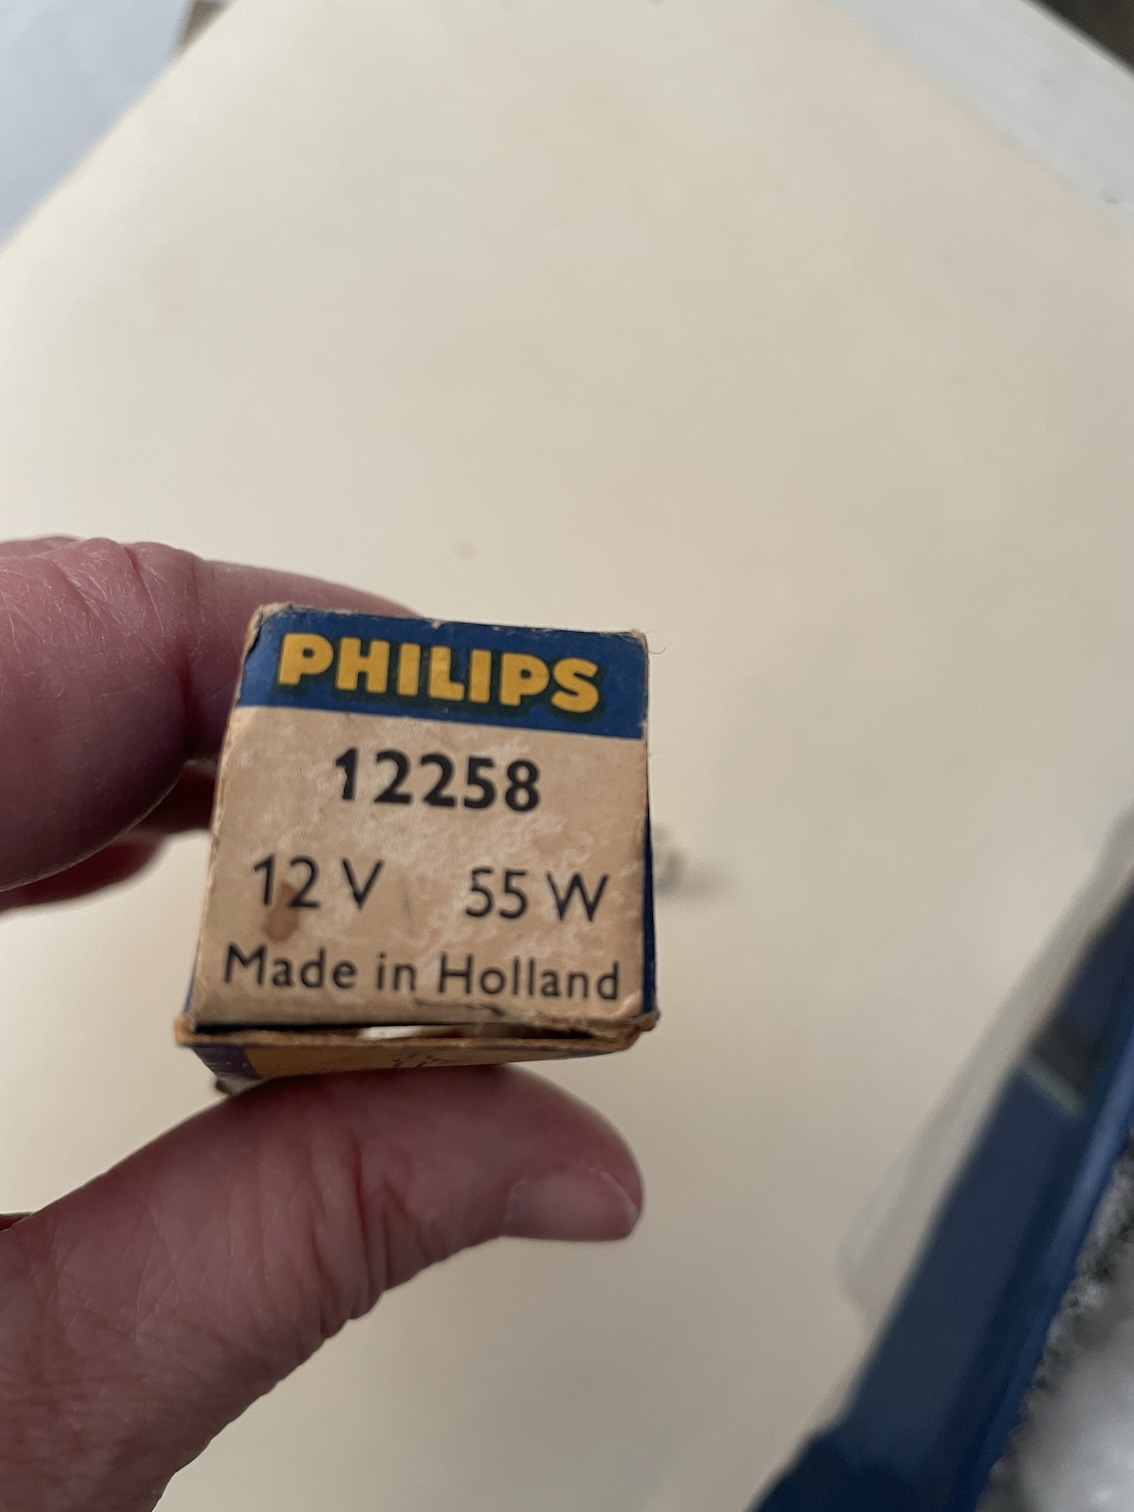 PHILIPS
12258
12 V 55 W
Made in Holland